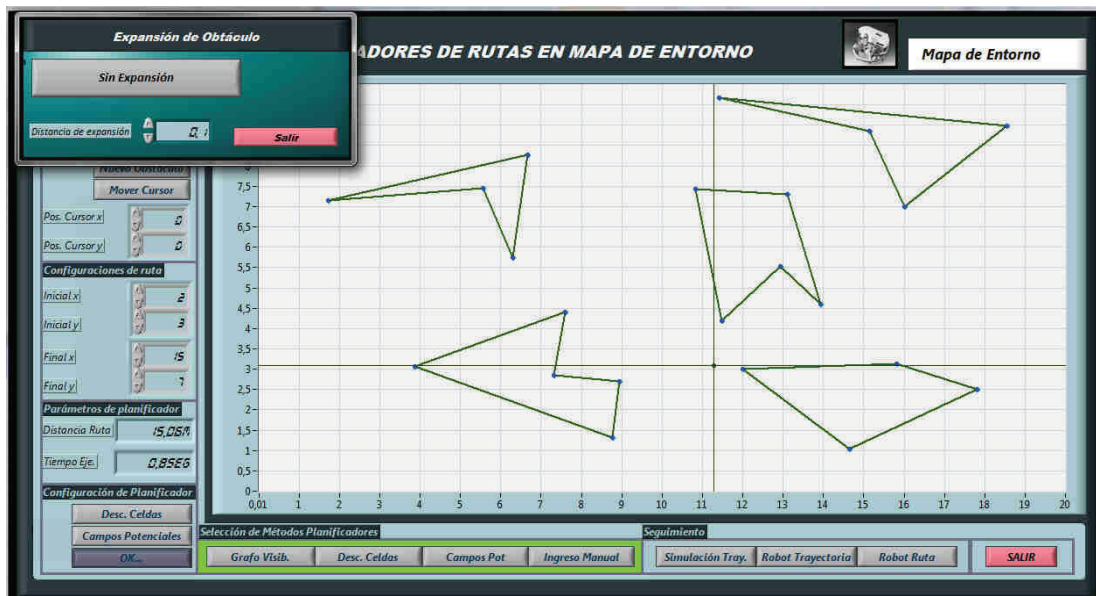 Expansión de Obtáculo
Sin Expansión
Distancia de expansión
0,1
Salir
ADORES DE RUTAS EN MAPA DE ENTORNO
Mapa de Entorno
Nuevo Obstáculo
Mover Cursor
Pos. Cursor x
0
Pos. Cursor y
0
Configuraciones de ruta
Inicial x
2
Inicial y
3
Final x
15
Final y
7
Parámetros de planificador
Distancia Ruta
15,06M
Tiempo Eje.
0,8SEG
Configuración de Planificador
Desc. Celdas
Campos Potenciales
OK...
7,5
7
6,5
6
5,5
5
4,5
4
3,5
3
2,5
2
1,5
1
0,5
0
0,01 1 2 3 4 5 6 7 8 9 10 11 12 13 14 15 16 17 18 19 20
Selección de Métodos Planificadores
Grafo Visib. Desc. Celdas Campos Pot Ingreso Manual
Seguimiento
Simulación Tray. Robot Trayectoria Robot Ruta
SALIR